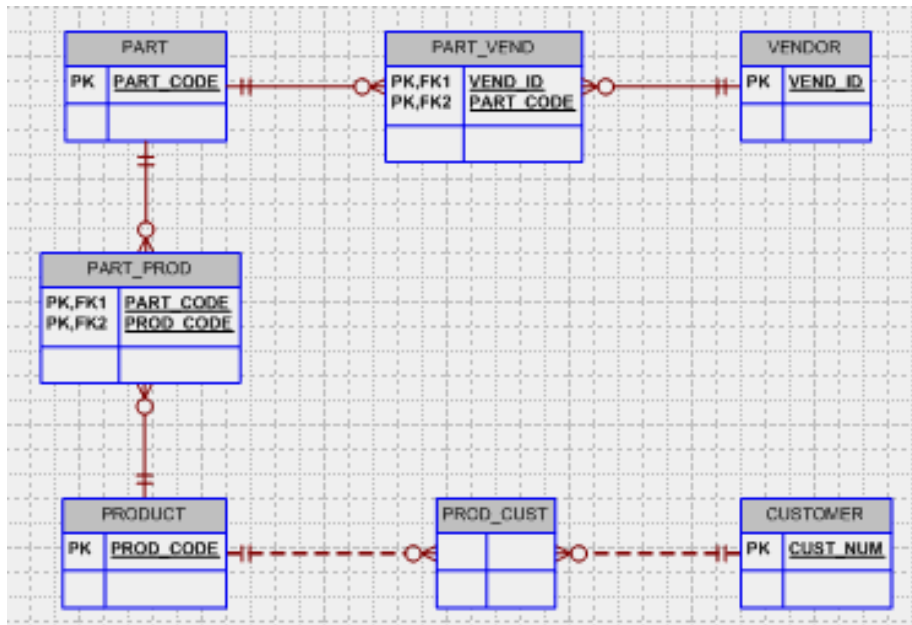 PART
PK PART_CODE
PART_VEND
PK,FK1 VEND_ID
PK,FK2 PART_CODE
VENDOR
PK VEND_ID
PART_PROD
PK,FK1 PART_CODE
PK,FK2 PROD_CODE
PRODUCT
PK PROD_CODE
PROD_CUST
CUSTOMER
PK CUST_NUM